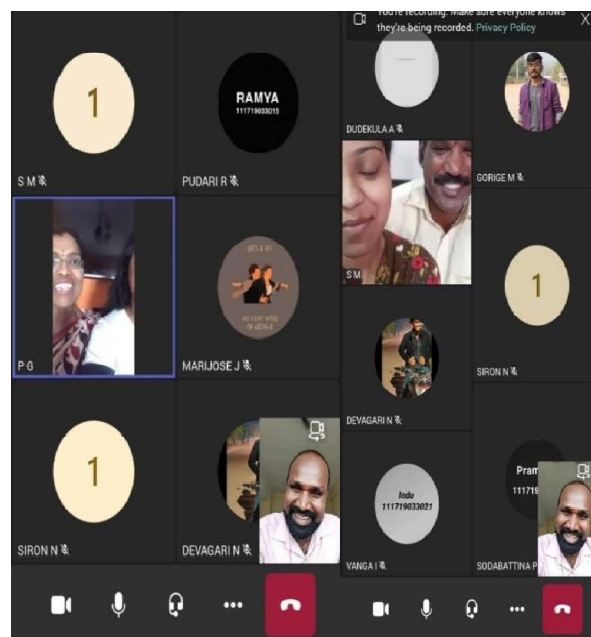 1
S M
RAMYA
111719033015
PUDARI R
P G
MARIJOSE J
1
SIRON N
DEVAGARI N
You're recording. Make sure everyone knows
they're being recorded. Privacy Policy
X
DUDEKULA A
GORIGE M
S M
1
SIRON N
DEVAGARI N
Indu
111719033021
VANGA I
Pram
11171
SODABATTINA P